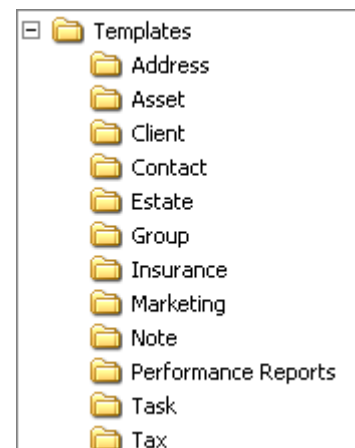 Templates
Address
Asset
Client
Contact
Estate
Group
Insurance
Marketing
Note
Performance Reports
Task
Tax